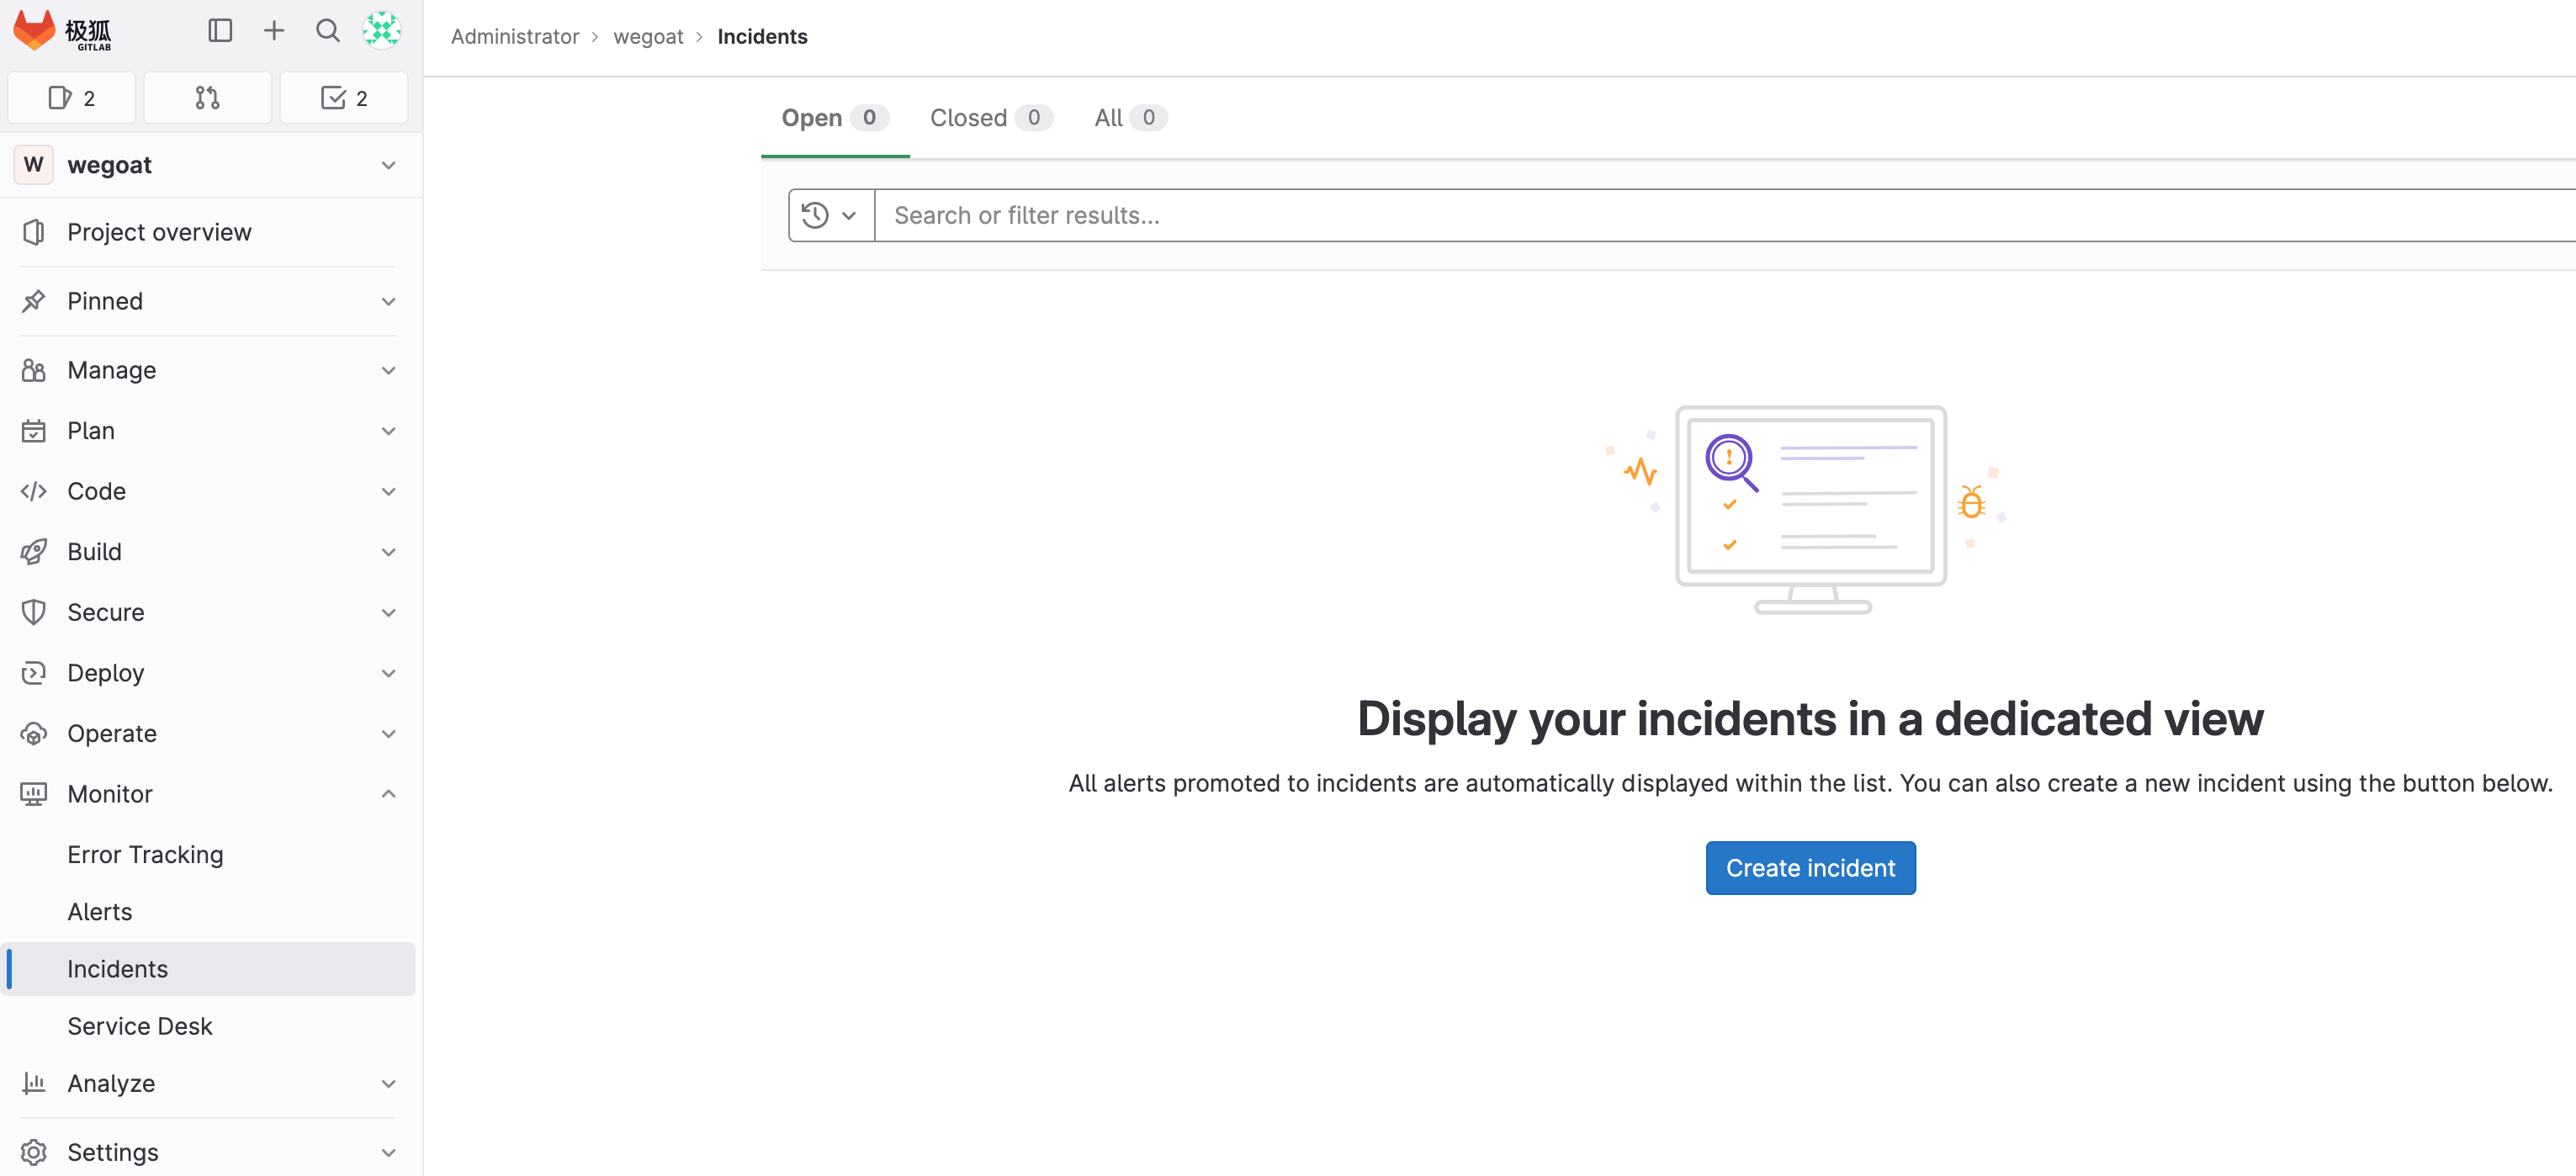 极狐
GITLAB
2
2
W wegoat
Project overview
Pinned
Manage
Plan
Code
Build
Secure
Deploy
Operate
Monitor
Error Tracking
Alerts
Incidents
Service Desk
Analyze
Settings
Administrator › wegoat › Incidents
Open 0 Closed 0 All 0
Search or filter results...
Display your incidents in a dedicated view
All alerts promoted to incidents are automatically displayed within the list. You can also create a new incident using the button below.
Create incident